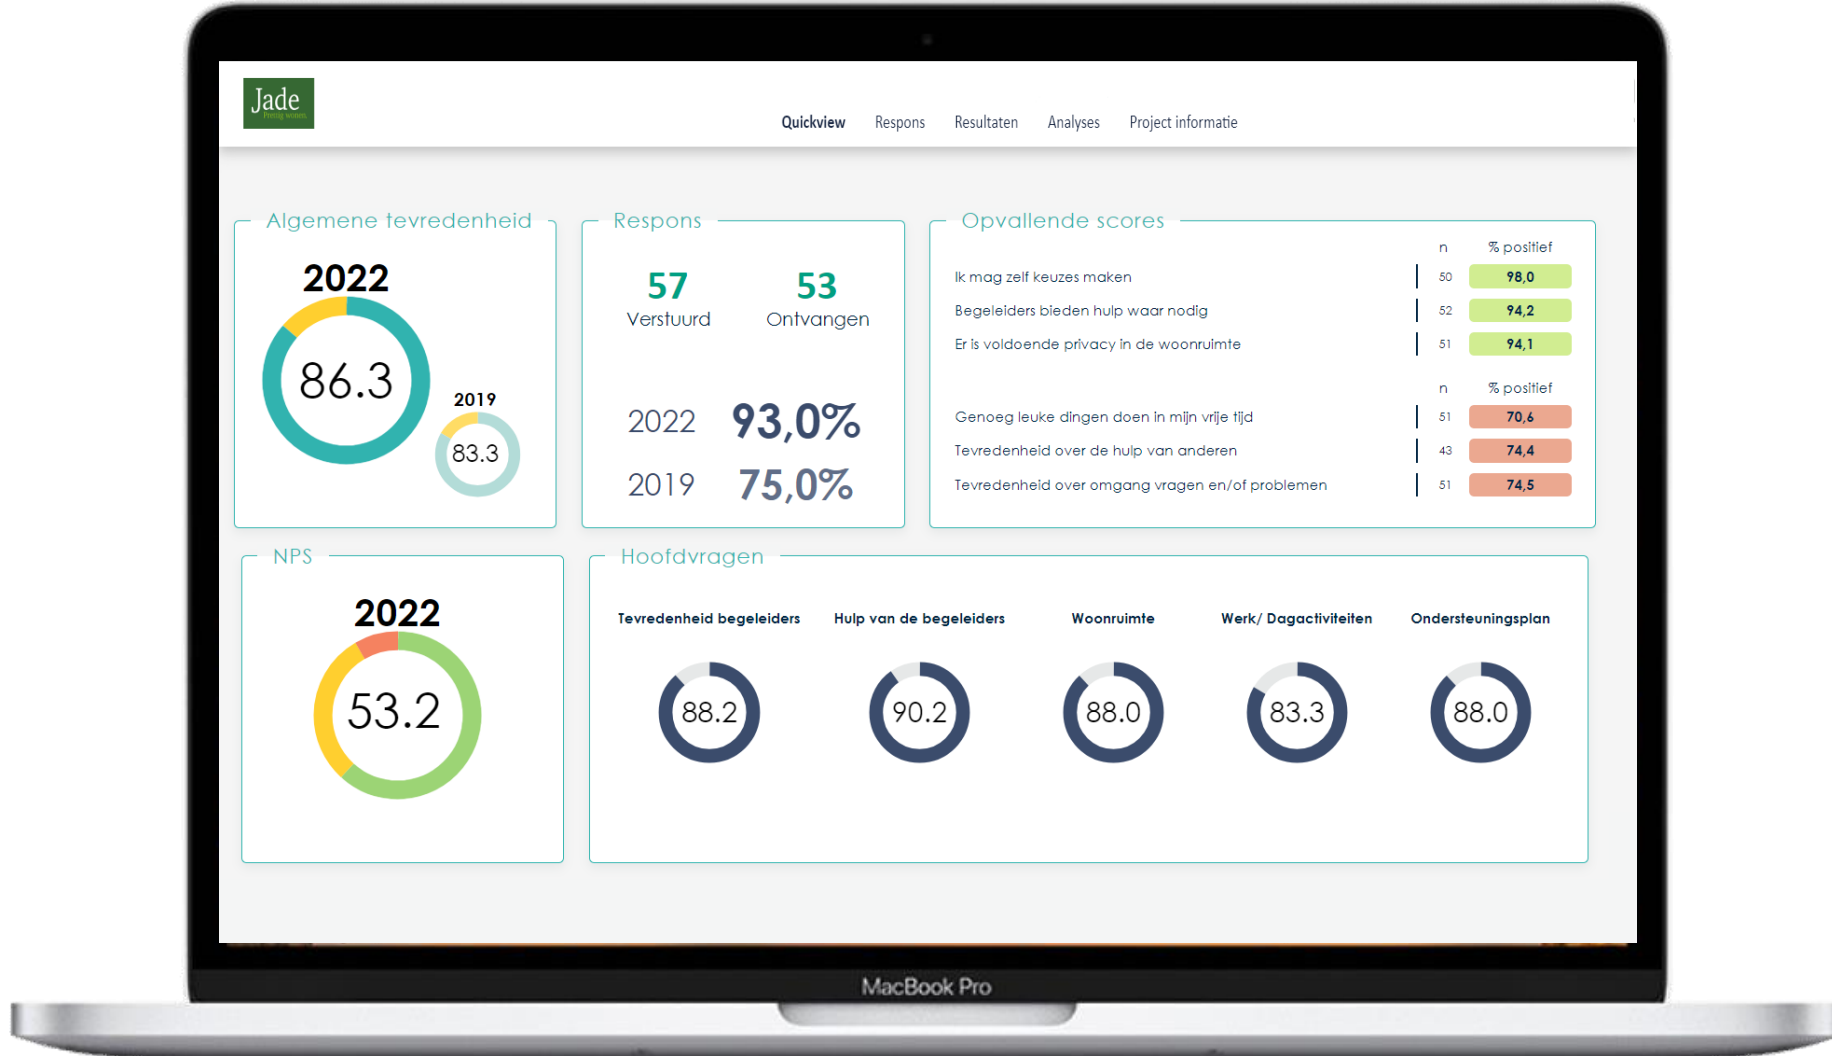 Jade
Prettig wonen.
Quickview Respons Resultaten Analyses Project informatie
Algemene tevredenheid
2022
86.3
2019
83.3
Respons
57 53
Verstuurd Ontvangen
2022 93,0%
2019 75,0%
Opvallende scores
n % positief
Ik mag zelf keuzes maken 50 98,0
Begeleiders bieden hulp waar nodig 52 94,2
Er is voldoende privacy in de woonruimte 51 94,1
n % positief
Genoeg leuke dingen doen in mijn vrije tijd 51 70,6
Tevredenheid over de hulp van anderen 43 74,4
Tevredenheid over omgang vragen en/of problemen 51 74,5
NPS
2022
53.2
Hoofdvragen
Tevredenheid begeleiders Hulp van de begeleiders Woonruimte Werk/ Dagactiviteiten Ondersteuningsplan
88.2 90.2 88.0 83.3 88.0
MacBook Pro